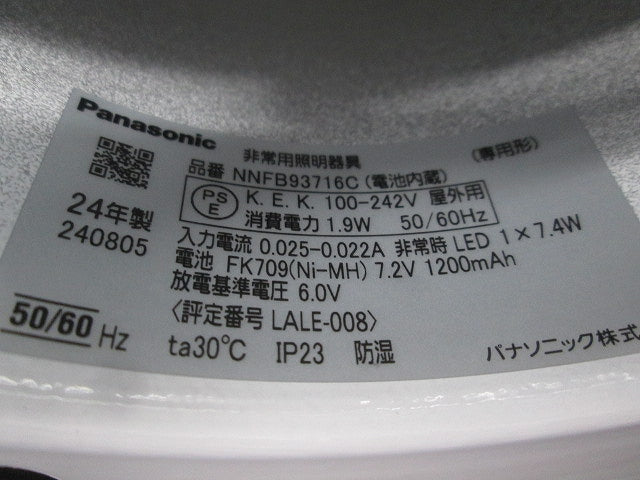 Panasonic
非常用照明器具 (専用形)
品番 NNFB93716C(電池内蔵)
PS E K.E.K. 100-242V 屋外用
24年製 消費電力 1.9W 50/60Hz
240805 入力電流 0.025-0.022A 非常時 LED 1×7.4W
電池 FK709(Ni-MH) 7.2V 1200mAh
放電基準電圧 6.0V
〈評定番号 LALE-008〉
50/60 Hz ta30℃ IP23 防湿 パナソニック株式